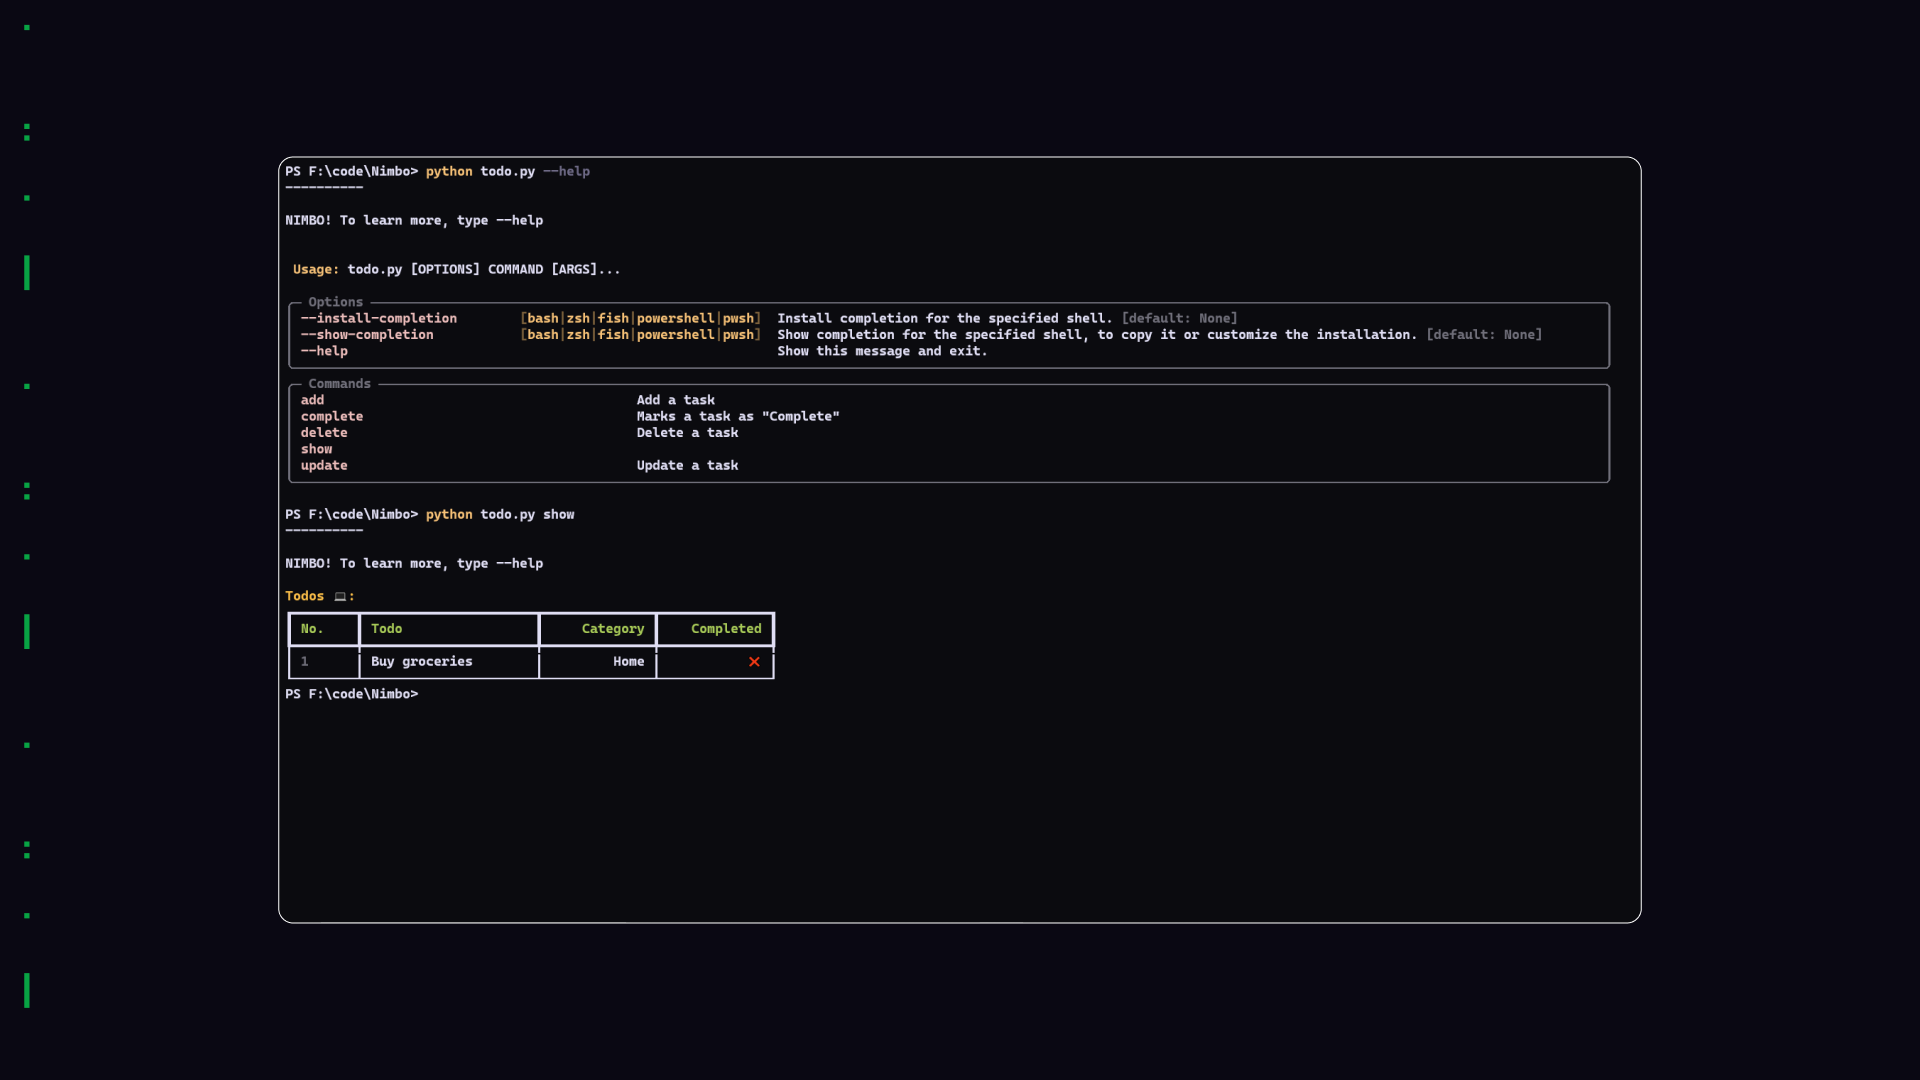 PS F:\code\Nimbo> python todo.py --help
----------
NIMBO! To learn more, type --help
Usage: todo.py [OPTIONS] COMMAND [ARGS]...
Options
--install-completion [bash|zsh|fish|powershell|pwsh] Install completion for the specified shell. [default: None]
--show-completion [bash|zsh|fish|powershell|pwsh] Show completion for the specified shell, to copy it or customize the installation. [default: None]
--help Show this message and exit.
Commands
add Add a task
complete Marks a task as "Complete"
delete Delete a task
show
update Update a task
PS F:\code\Nimbo> python todo.py show
----------
NIMBO! To learn more, type --help
Todos 💻:
No. Todo Category Completed
1 Buy groceries Home ❌
PS F:\code\Nimbo>